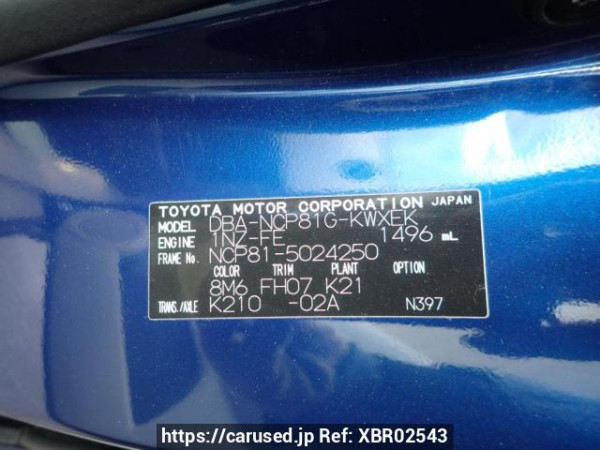 TOYOTA MOTOR CORPORATION JAPAN
MODEL DBA-NCP81G-KWXEK
ENGINE 1NZ-FE 1496 mL
FRAME No. NCP81-5024250
COLOR TRIM PLANT OPTION
8M6 FH07 K21
TRANS./AXLE K210 -02A N397
https://carused.jp Ref: XBR02543